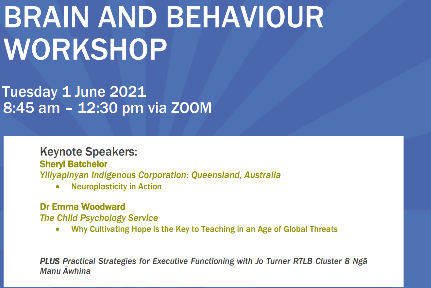 BRAIN AND BEHAVIOUR
WORKSHOP
Tuesday 1 June 2021
8:45 am – 12:30 pm via ZOOM
Keynote Speakers:
Sheryl Batchelor
Yiliyapinyan Indigenous Corporation: Queensland, Australia
• Neuroplasticity in Action
Dr Emma Woodward
The Child Psychology Service
• Why Cultivating Hope is the Key to Teaching in an Age of Global Threats
PLUS Practical Strategies for Executive Functioning with Jo Turner RTLB Cluster 8 Ngā
Manu Āwhina